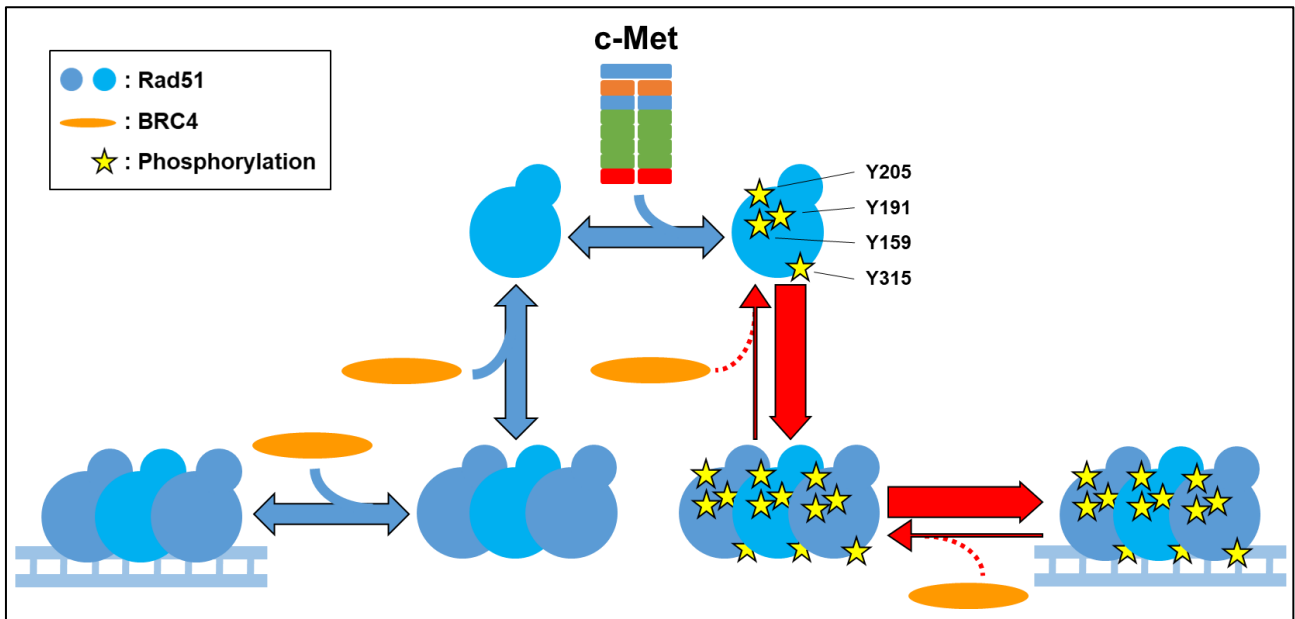 c-Met
: Rad51
: BRC4
: Phosphorylation
Y205
Y191
Y159
Y315